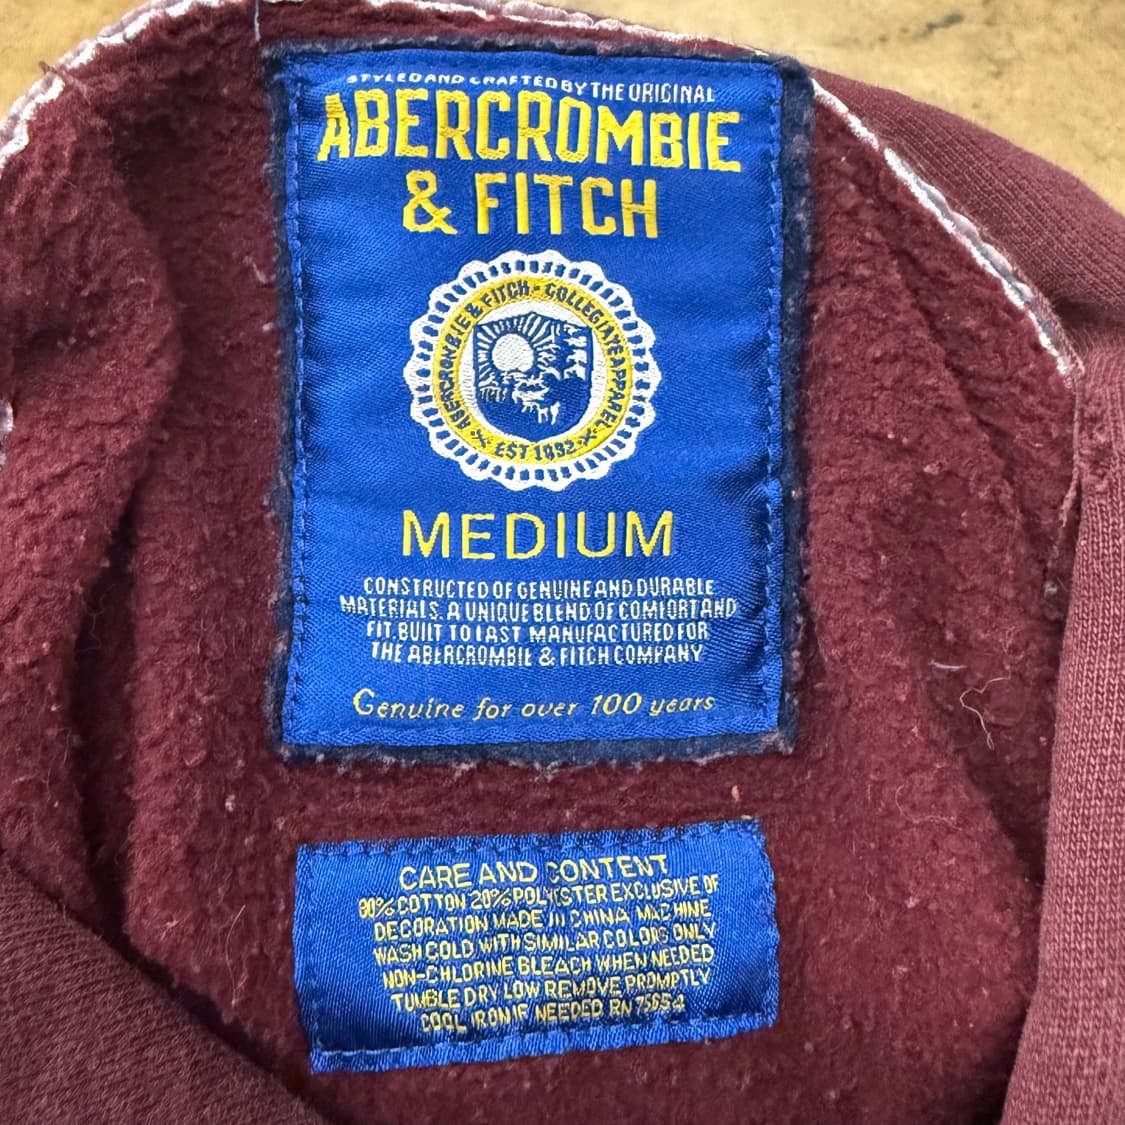 STYLED AND CRAFTED BY THE ORIGINAL
ABERCROMBIE
& FITCH
ABERCROMBIE & FITCH - COLLEGIATE APPAREL
EST 1892
MEDIUM
CONSTRUCTED OF GENUINE AND DURABLE
MATERIALS. A UNIQUE BLEND OF COMFORT AND
FIT. BUILT TO LAST MANUFACTURED FOR
THE ABERCROMBIE & FITCH COMPANY
Genuine for over 100 years
CARE AND CONTENT
80% COTTON 20% POLYESTER EXCLUSIVE OF
DECORATION MADE IN CHINA MACHINE
WASH COLD WITH SIMILAR COLORS ONLY
NON-CHLORINE BLEACH WHEN NEEDED
TUMBLE DRY LOW REMOVE PROMPTLY
COOL IRON IF NEEDED RN 75654